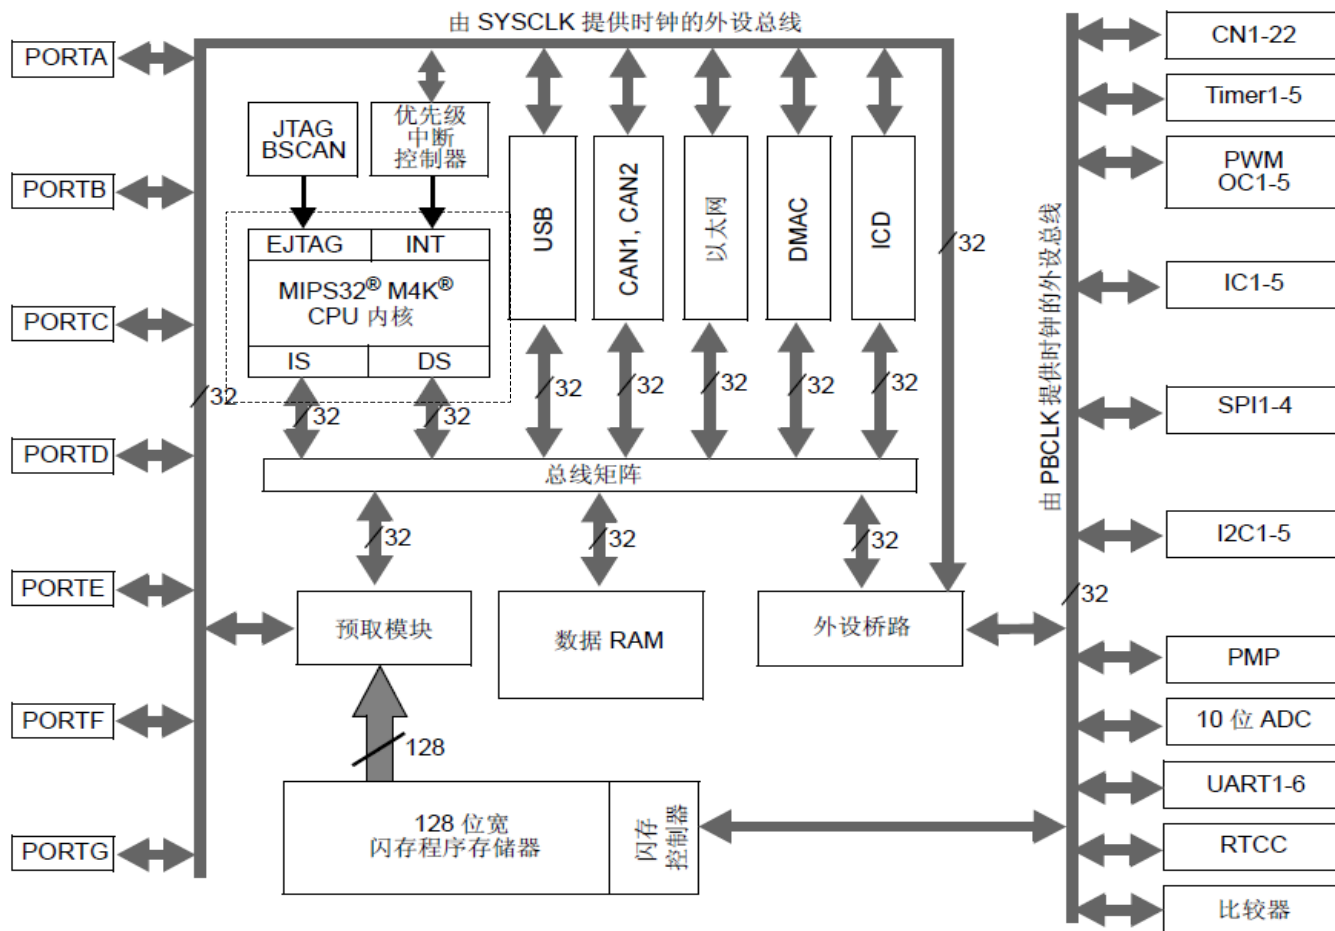 由 SYSCLK 提供时钟的外设总线
PORTA
PORTB
PORTC
PORTD
PORTE
PORTF
PORTG
32
JTAG
BSCAN
优先级
中断
控制器
EJTAG
INT
MIPS32® M4K®
CPU 内核
IS
DS
32
32
USB
CAN1, CAN2
以太网
DMAC
ICD
32
32
32
32
32
32
总线矩阵
32
32
32
预取模块
数据 RAM
外设桥路
128
128 位宽
闪存程序存储器
闪存
控制器
由 PBCLK 提供时钟的外设总线
32
CN1-22
Timer1-5
PWM
OC1-5
IC1-5
SPI1-4
I2C1-5
PMP
10 位 ADC
UART1-6
RTCC
比较器